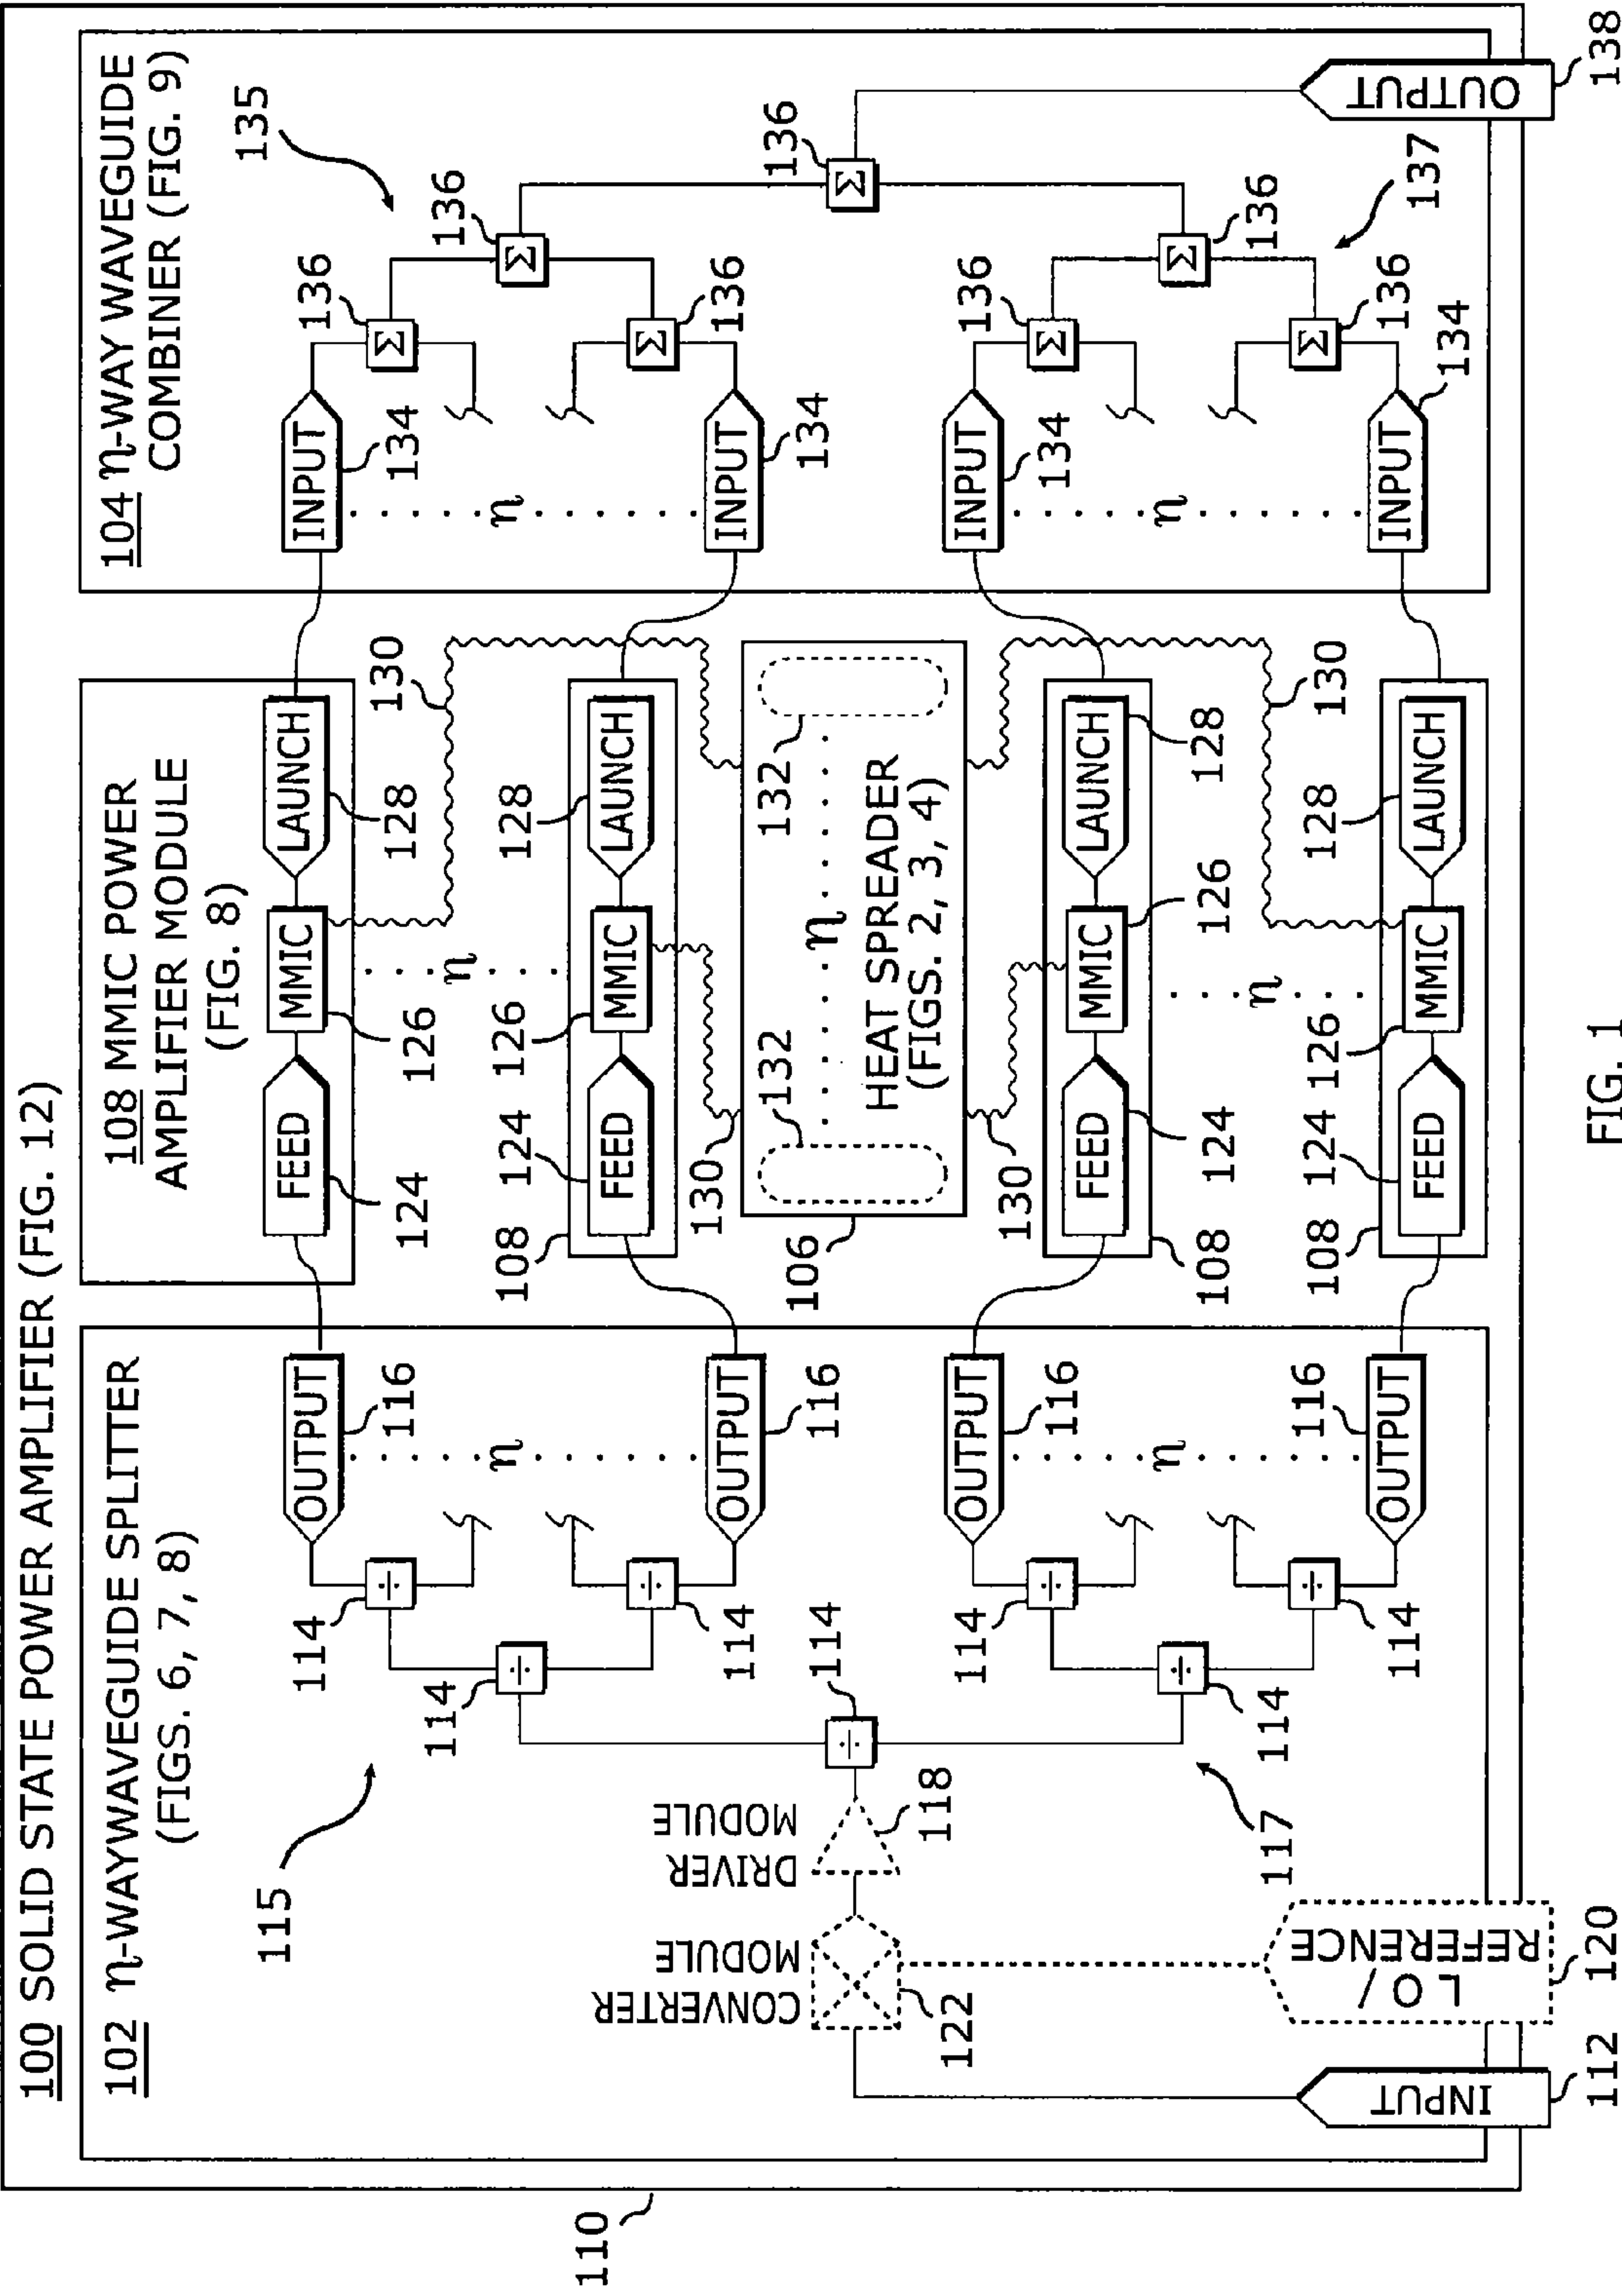 100 SOLID STATE POWER AMPLIFIER (FIG. 12)
102 η-WAYWAVEGUIDE SPLITTER
(FIGS. 6, 7, 8)
115
114
114
114
114
114
114
114
117
OUTPUT
116
η
OUTPUT
116
OUTPUT
116
η
OUTPUT
116
DRIVER
MODULE
118
CONVERTER
MODULE
122
LO/
REFERENCE
120
INPUT
112
110
108 MMIC POWER
AMPLIFIER MODULE
(FIG. 8)
FEED
124
MMIC
126
LAUNCH
128
130
η
108
FEED
124
MMIC
126
LAUNCH
128
130
106
132
η
132
HEAT SPREADER
(FIGS. 2, 3, 4)
130
108
FEED
124
MMIC
126
LAUNCH
128
130
η
108
FEED
124
MMIC
126
LAUNCH
128
104 η-WAY WAVEGUIDE
COMBINER (FIG. 9)
135
INPUT
134
η
INPUT
134
INPUT
134
η
INPUT
134
Σ
136
Σ
136
Σ
136
Σ
136
Σ
136
Σ
136
Σ
136
137
OUTPUT
138
FIG. 1